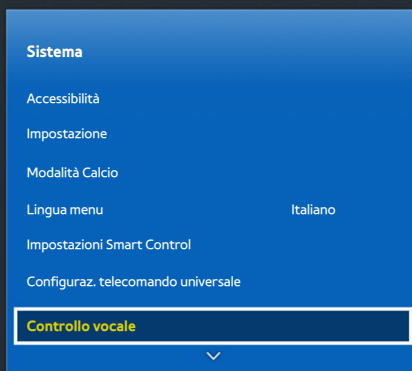 Sistema
Accessibilità
Impostazione
Modalità Calcio
Lingua menu Italiano
Impostazioni Smart Control
Configuraz. telecomando universale
Controllo vocale